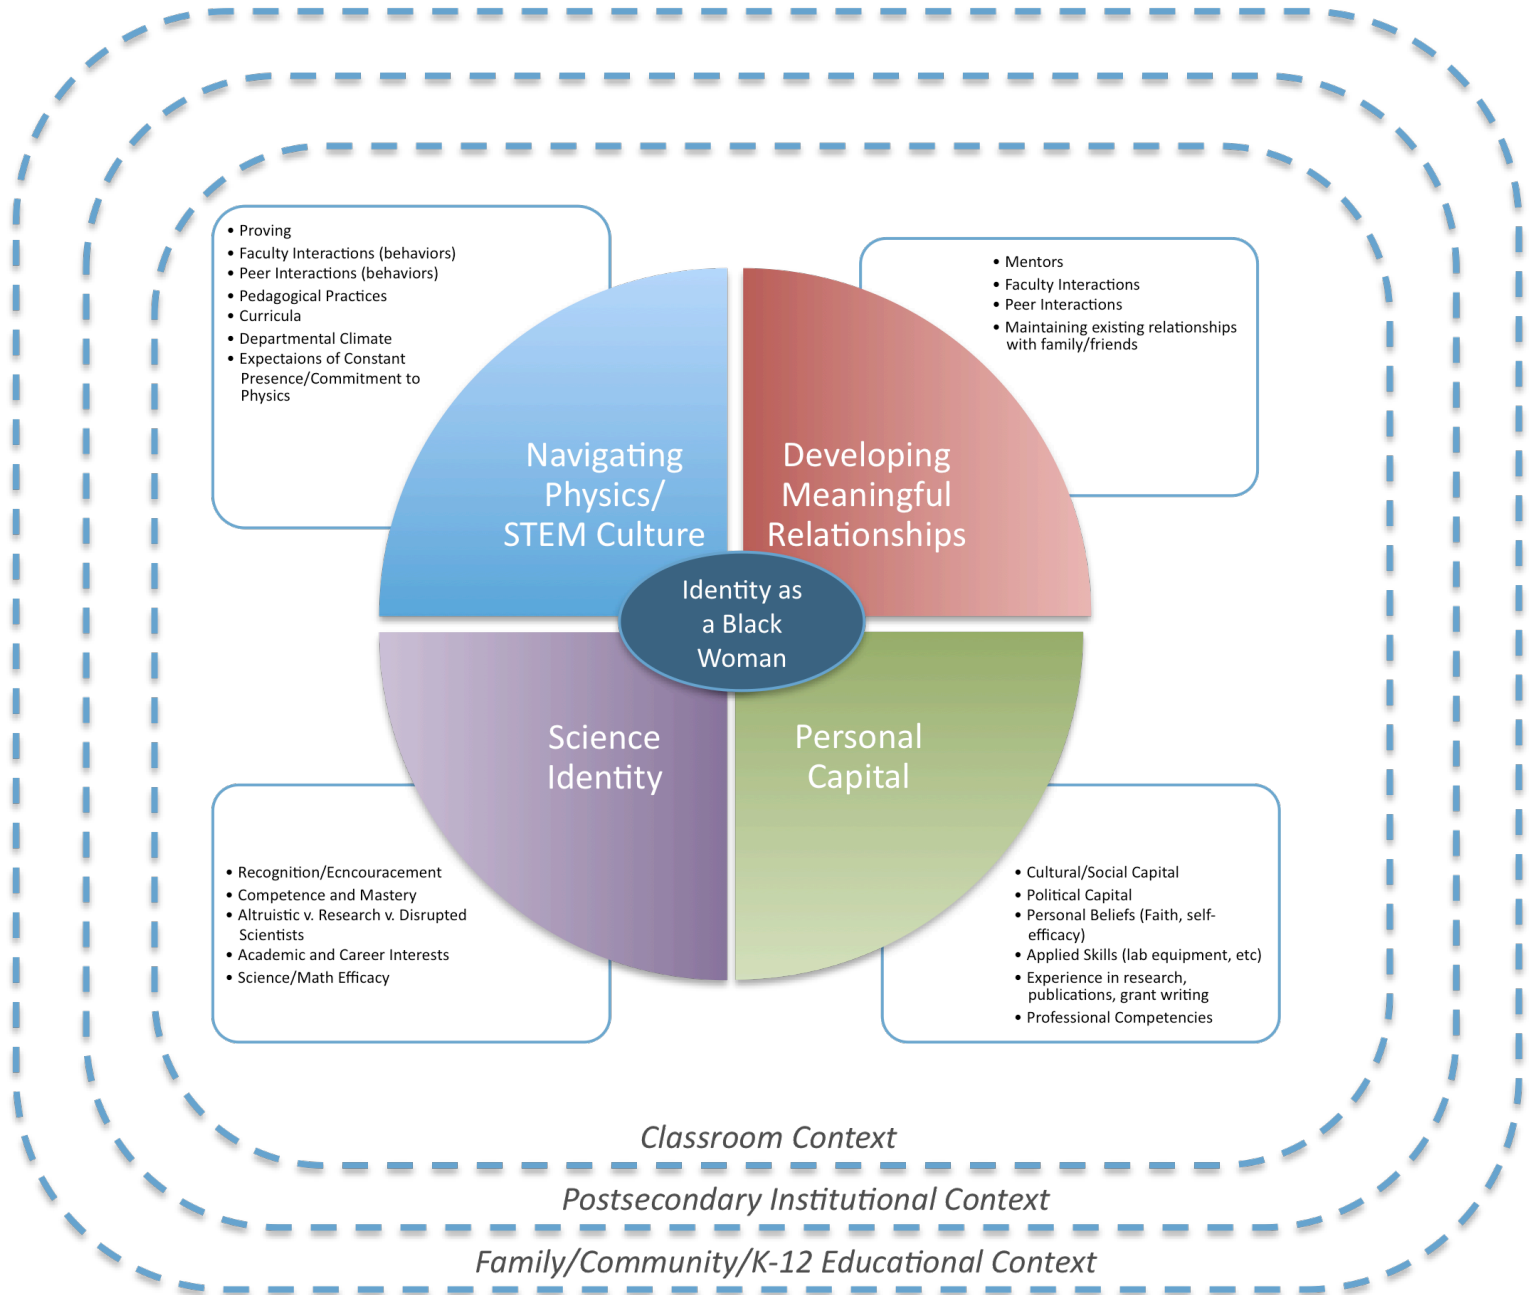 • Proving
• Faculty Interactions (behaviors)
• Peer Interactions (behaviors)
• Pedagogical Practices
• Curricula
• Departmental Climate
• Expectaions of Constant
Presence/Commitment to
Physics
• Mentors
• Faculty Interactions
• Peer Interactions
• Maintaining existing relationships
with family/friends
Navigating
Physics/
STEM Culture
Developing
Meaningful
Relationships
Identity as
a Black
Woman
Science
Identity
Personal
Capital
• Recognition/Ecncouracement
• Competence and Mastery
• Altruistic v. Research v. Disrupted
Scientists
• Academic and Career Interests
• Science/Math Efficacy
• Cultural/Social Capital
• Political Capital
• Personal Beliefs (Faith, self-
efficacy)
• Applied Skills (lab equipment, etc)
• Experience in research,
publications, grant writing
• Professional Competencies
Classroom Context
Postsecondary Institutional Context
Family/Community/K-12 Educational Context